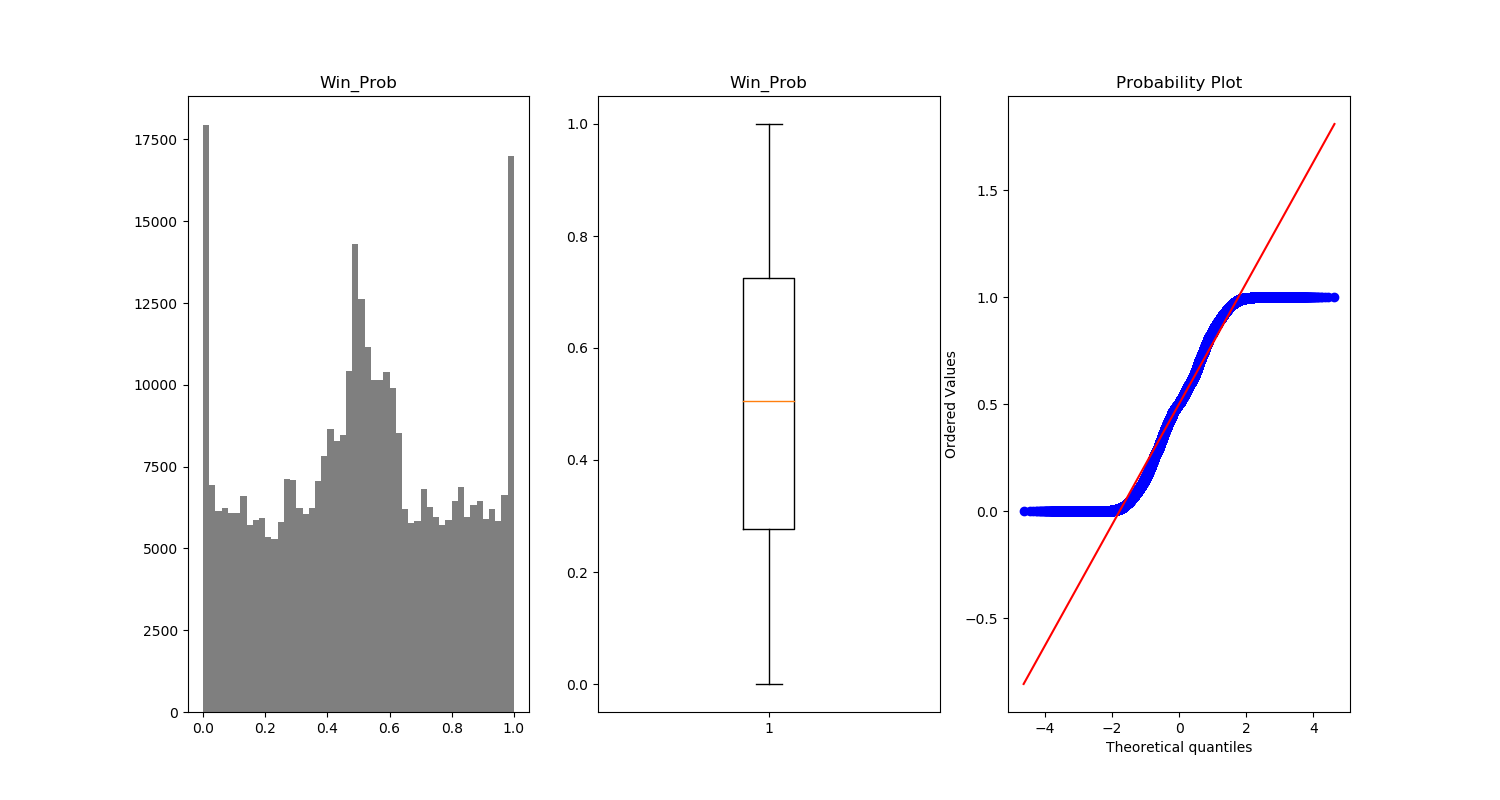 Win_Prob
17500
15000
12500
10000
7500
5000
2500
0
0.0 0.2 0.4 0.6 0.8 1.0
Win_Prob
1.0
0.8
0.6
0.4
0.2
0.0
1
Probability Plot
Ordered Values
1.5
1.0
0.5
0.0
−0.5
−4 −2 0 2 4
Theoretical quantiles